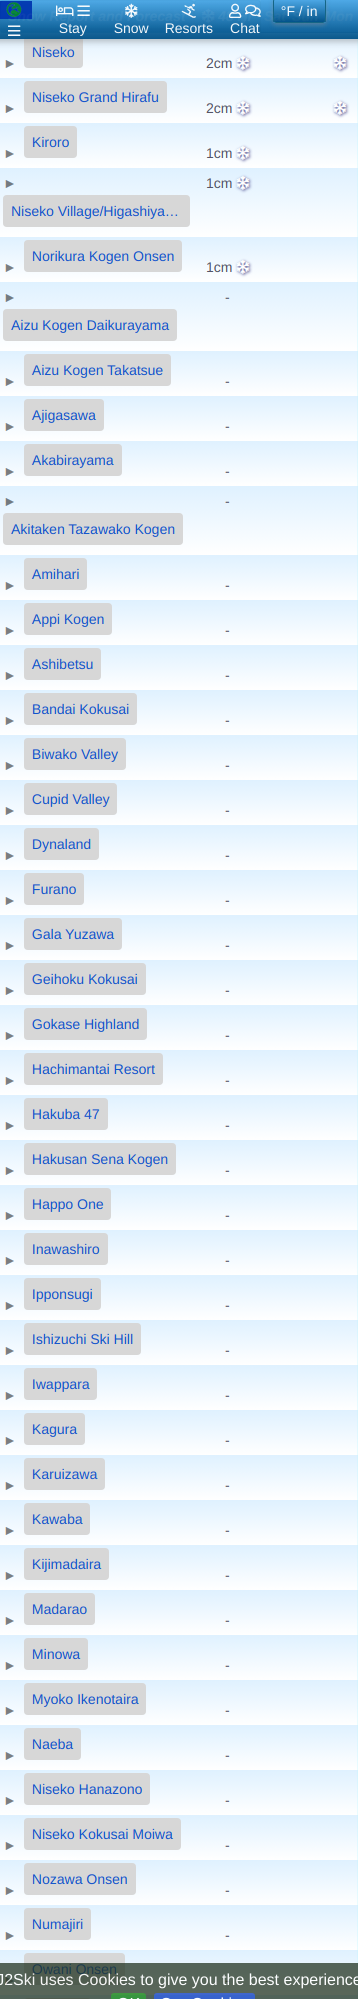 Stay
Snow
Resorts
Chat
°F / in
Niseko
2cm
Niseko Grand Hirafu
2cm
Kiroro
1cm
1cm
Niseko Village/Higashiya…
Norikura Kogen Onsen
1cm
-
Aizu Kogen Daikurayama
Aizu Kogen Takatsue
-
Ajigasawa
-
Akabirayama
-
-
Akitaken Tazawako Kogen
Amihari
-
Appi Kogen
-
Ashibetsu
-
Bandai Kokusai
-
Biwako Valley
-
Cupid Valley
-
Dynaland
-
Furano
-
Gala Yuzawa
-
Geihoku Kokusai
-
Gokase Highland
-
Hachimantai Resort
-
Hakuba 47
-
Hakusan Sena Kogen
-
Happo One
-
Inawashiro
-
Ipponsugi
-
Ishizuchi Ski Hill
-
Iwappara
-
Kagura
-
Karuizawa
-
Kawaba
-
Kijimadaira
-
Madarao
-
Minowa
-
Myoko Ikenotaira
-
Naeba
-
Niseko Hanazono
-
Niseko Kokusai Moiwa
-
Nozawa Onsen
-
Numajiri
-
Owani Onsen
J2Ski uses Cookies to give you the best experience